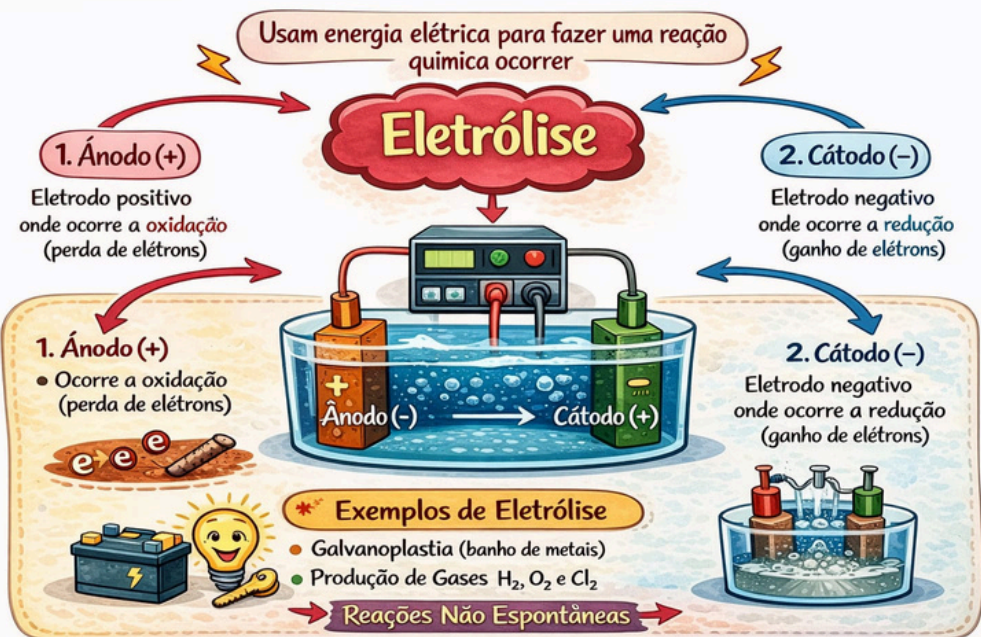 Usam energia elétrica para fazer uma reação
química ocorrer
Eletrólise
1. Ánodo (+)
Eletrodo positivo
onde ocorre a oxidação
(perda de elétrons)
2. Cátodo (–)
Eletrodo negativo
onde ocorre a redução
(ganho de elétrons)
1. Ánodo (+)
• Ocorre a oxidação
(perda de elétrons)
e e e
+
–
Ânodo (-)
Cátodo (+)
2. Cátodo (–)
Eletrodo negativo
onde ocorre a redução
(ganho de elétrons)
Exemplos de Eletrólise
• Galvanoplastia (banho de metais)
• Produção de Gases H₂, O₂ e Cl₂
Reações Não Espontâneas